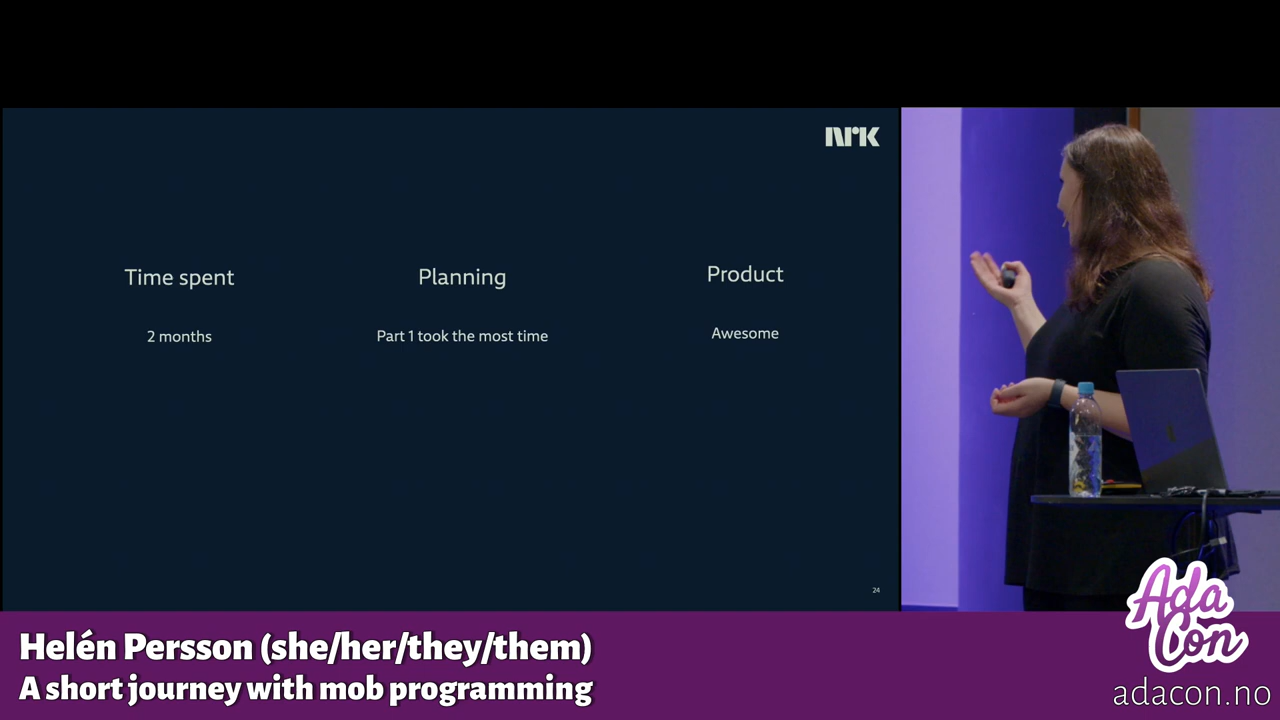 NRK
Time spent
Planning
Product
2 months
Part 1 took the most time
Awesome
24
Helén Persson (she/her/they/them)
A short journey with mob programming
Ada
Con
adacon.no